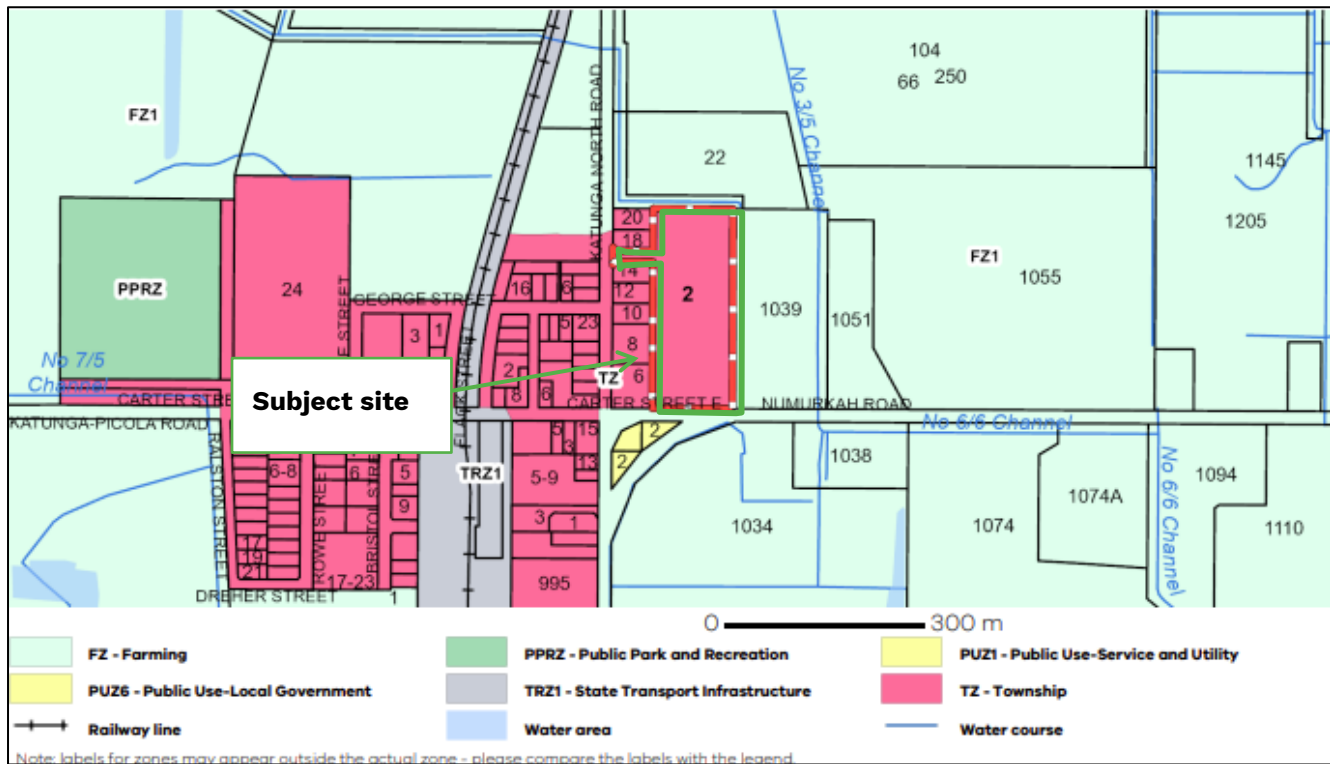 104
66 250
No 3/5 Channel
FZ1
KATUNGA NORTH ROAD
22
1145
1205
20
18
FZ1
1055
PPRZ
24
16
6
14
12
2
1039
1051
GEORGE STREET
E STREET
3
1
5
23
10
8
No 7/5
Channel
2
8
6
TZ
6
Subject site
CARTER STRE
CARTER STREET E
NUMURKAH ROAD
KATUNGA-PICOLA ROAD
FLACK STREET
No 6/6 Channel
RALSTON STREET
5
15
3
13
2
2
1038
TRZ1
6-8
6
5
5-9
1094
9
1074A
No 6/6 Channel
ROWE STREET
BRISTOL STRE
3
1
1034
1074
1110
17
19
21
17-23
995
DREHER STREET
1
0 300 m
FZ - Farming
PPRZ - Public Park and Recreation
PUZ1 - Public Use-Service and Utility
PUZ6 - Public Use-Local Government
TRZ1 - State Transport Infrastructure
TZ - Township
Railway line
Water area
Water course
Note: labels for zones may appear outside the actual zone - please compare the labels with the legend.